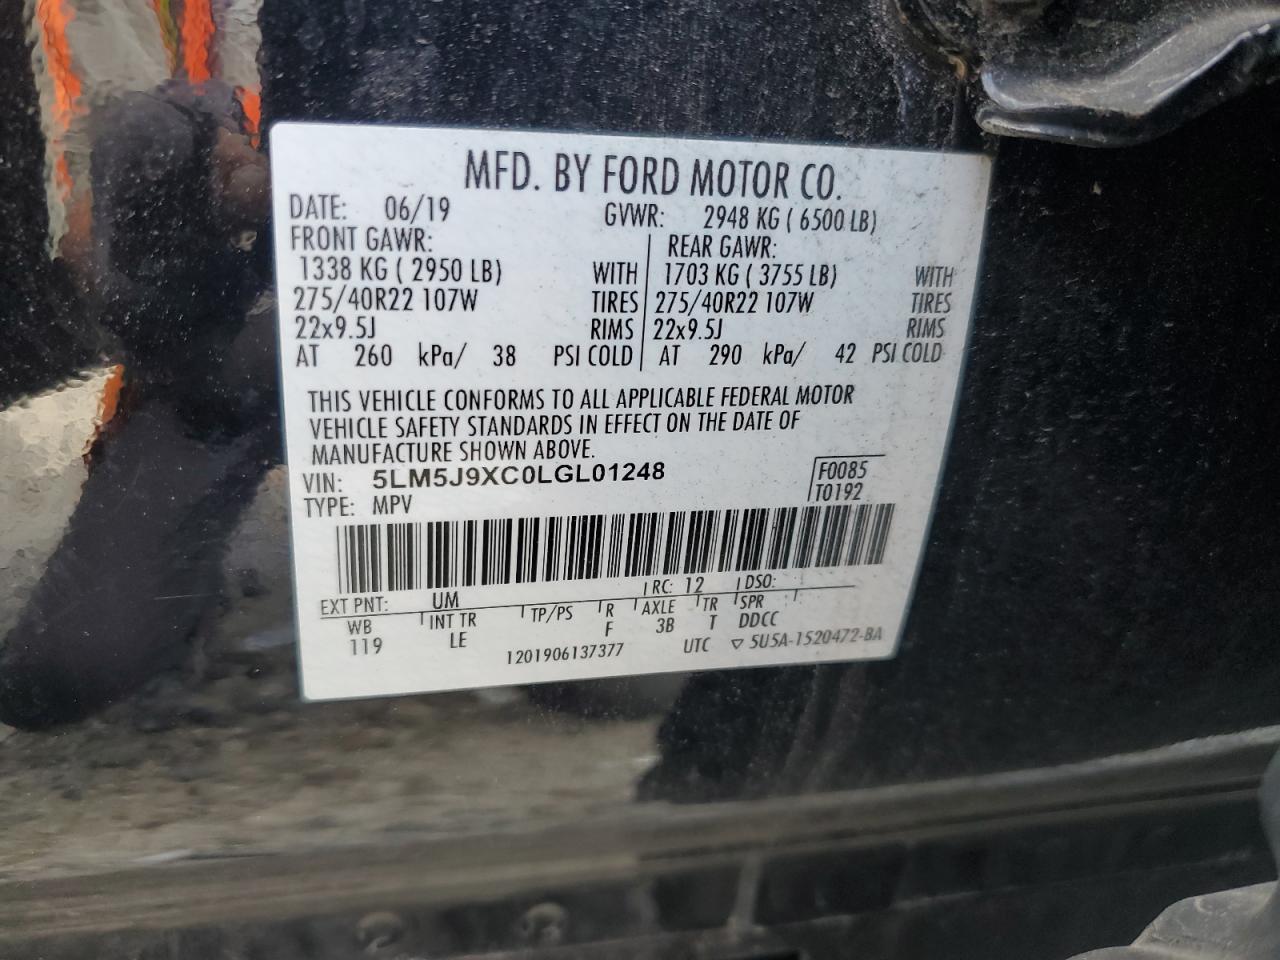 MFD. BY FORD MOTOR CO.
DATE: 06/19 GVWR: 2948 KG ( 6500 LB)
FRONT GAWR: REAR GAWR:
1338 KG ( 2950 LB) WITH 1703 KG ( 3755 LB) WITH
275/40R22 107W TIRES 275/40R22 107W TIRES
22x9.5J RIMS 22x9.5J RIMS
AT 260 kPa/ 38 PSI COLD AT 290 kPa/ 42 PSI COLD
THIS VEHICLE CONFORMS TO ALL APPLICABLE FEDERAL MOTOR
VEHICLE SAFETY STANDARDS IN EFFECT ON THE DATE OF
MANUFACTURE SHOWN ABOVE.
VIN: 5LM5J9XC0LGL01248 F0085
TYPE: MPV T0192
EXT PNT: UM RC: 12 DSO:
WB INT TR TP/PS R AXLE TR SPR
119 LE F 3B T DDCC
1201906137377 UTC ▽ 5U5A-1520472-BA